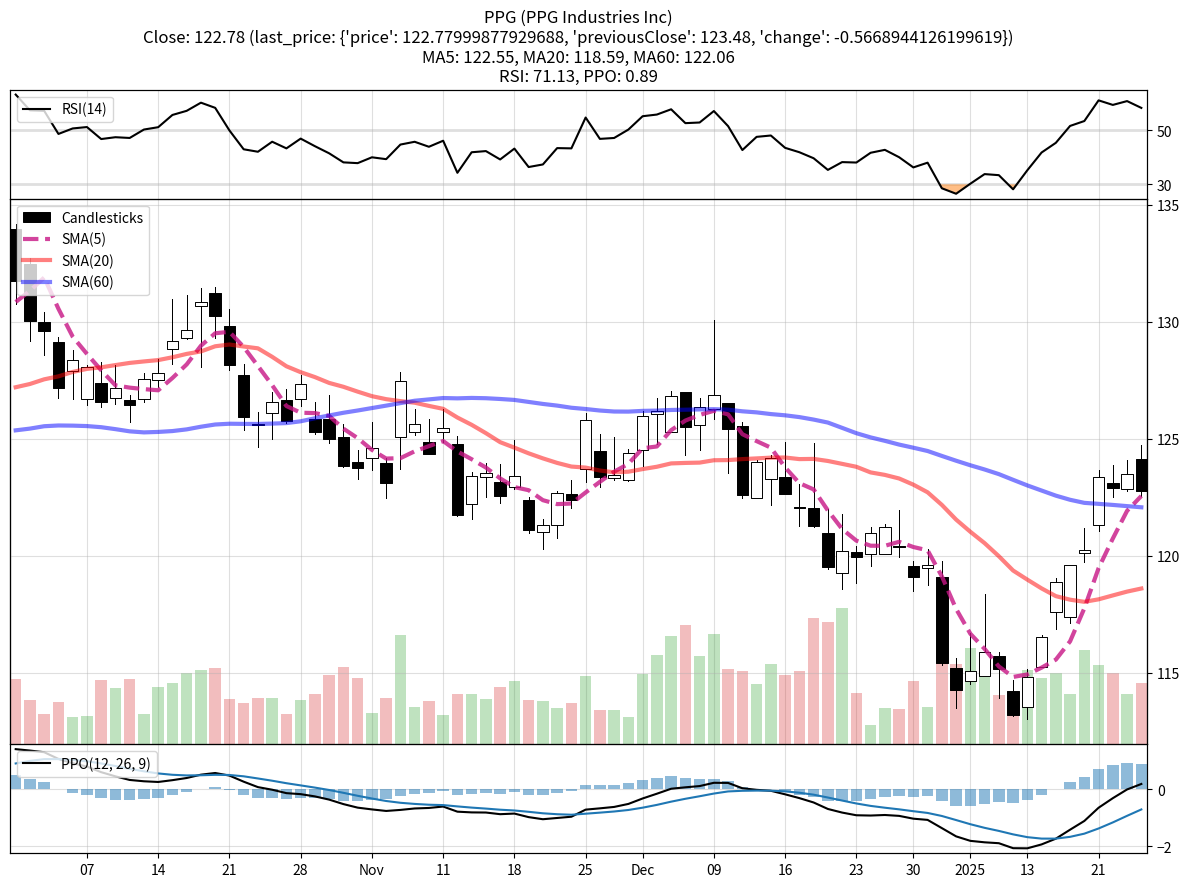 PPG (PPG Industries Inc)
Close: 122.78 (last_price: {'price': 122.77999877929688, 'previousClose': 123.48, 'change': -0.5668944126199619})
MA5: 122.55, MA20: 118.59, MA60: 122.06
RSI: 71.13, PPO: 0.89
RSI(14)
50
30
Candlesticks
SMA(5)
SMA(20)
SMA(60)
135
130
125
120
115
PPO(12, 26, 9)
0
−2
07 14 21 28 Nov 11 18 25 Dec 09 16 23 30 2025 13 21